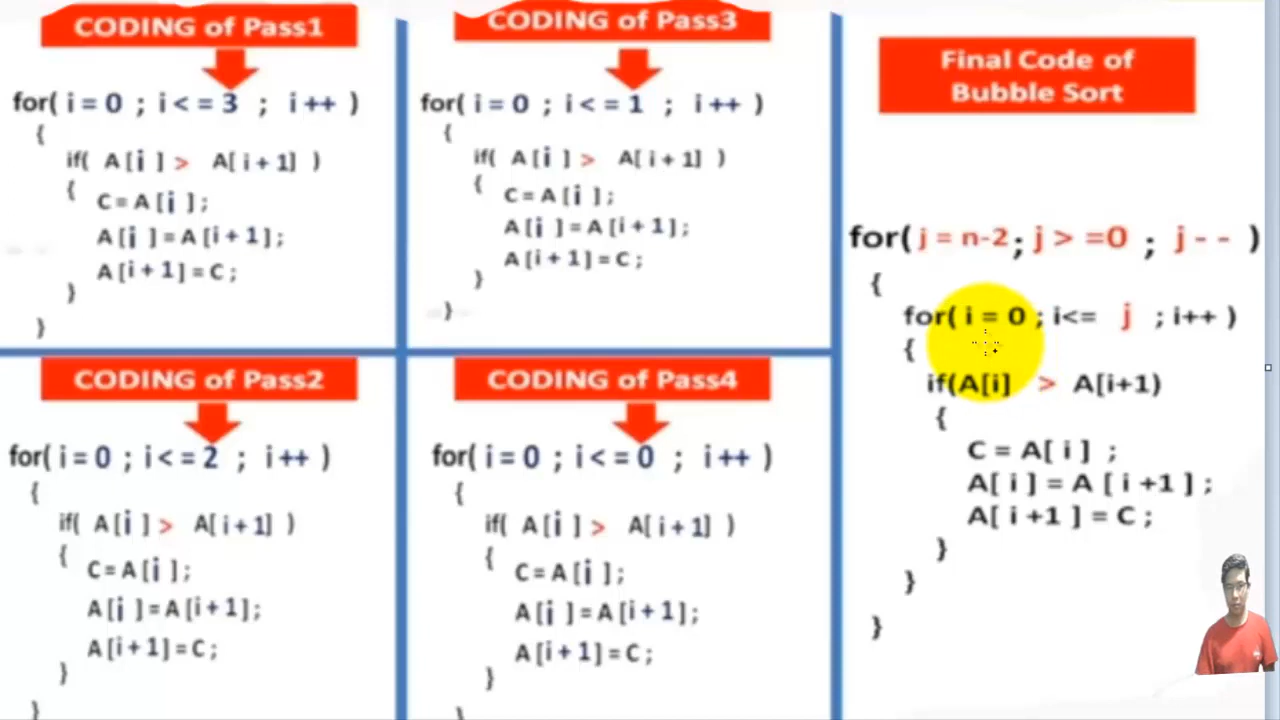 CODING of Pass1
for( i = 0 ; i < = 3 ; i ++ )
{
if( A[i ] > A[ i + 1] )
{
C = A [i ] ;
A[i ] = A [i + 1] ;
A [i + 1] = C ;
}
}
CODING of Pass2
for( i = 0 ; i < = 2 ; i ++ )
{
if( A[i ] > A[ i + 1] )
{
C = A [i ] ;
A[i ] = A [i + 1] ;
A [i + 1] = C ;
}
}
CODING of Pass3
for( i = 0 ; i < = 1 ; i ++ )
{
if( A[i ] > A[ i + 1] )
{
C = A [i ] ;
A[i ] = A [i + 1] ;
A [i + 1] = C ;
}
}
CODING of Pass4
for( i = 0 ; i < = 0 ; i ++ )
{
if( A[i ] > A[ i + 1] )
{
C = A [i ] ;
A[i ] = A [i + 1] ;
A [i + 1] = C ;
}
}
Final Code of
Bubble Sort
for( j = n-2 ; j > =0 ; j - - )
{
for( i = 0 ; i<= j ; i++ )
{
if(A[i] > A[i+1)
{
C = A[ i ] ;
A[ i ] = A [ i +1 ] ;
A[ i +1 ] = C ;
}
}
}